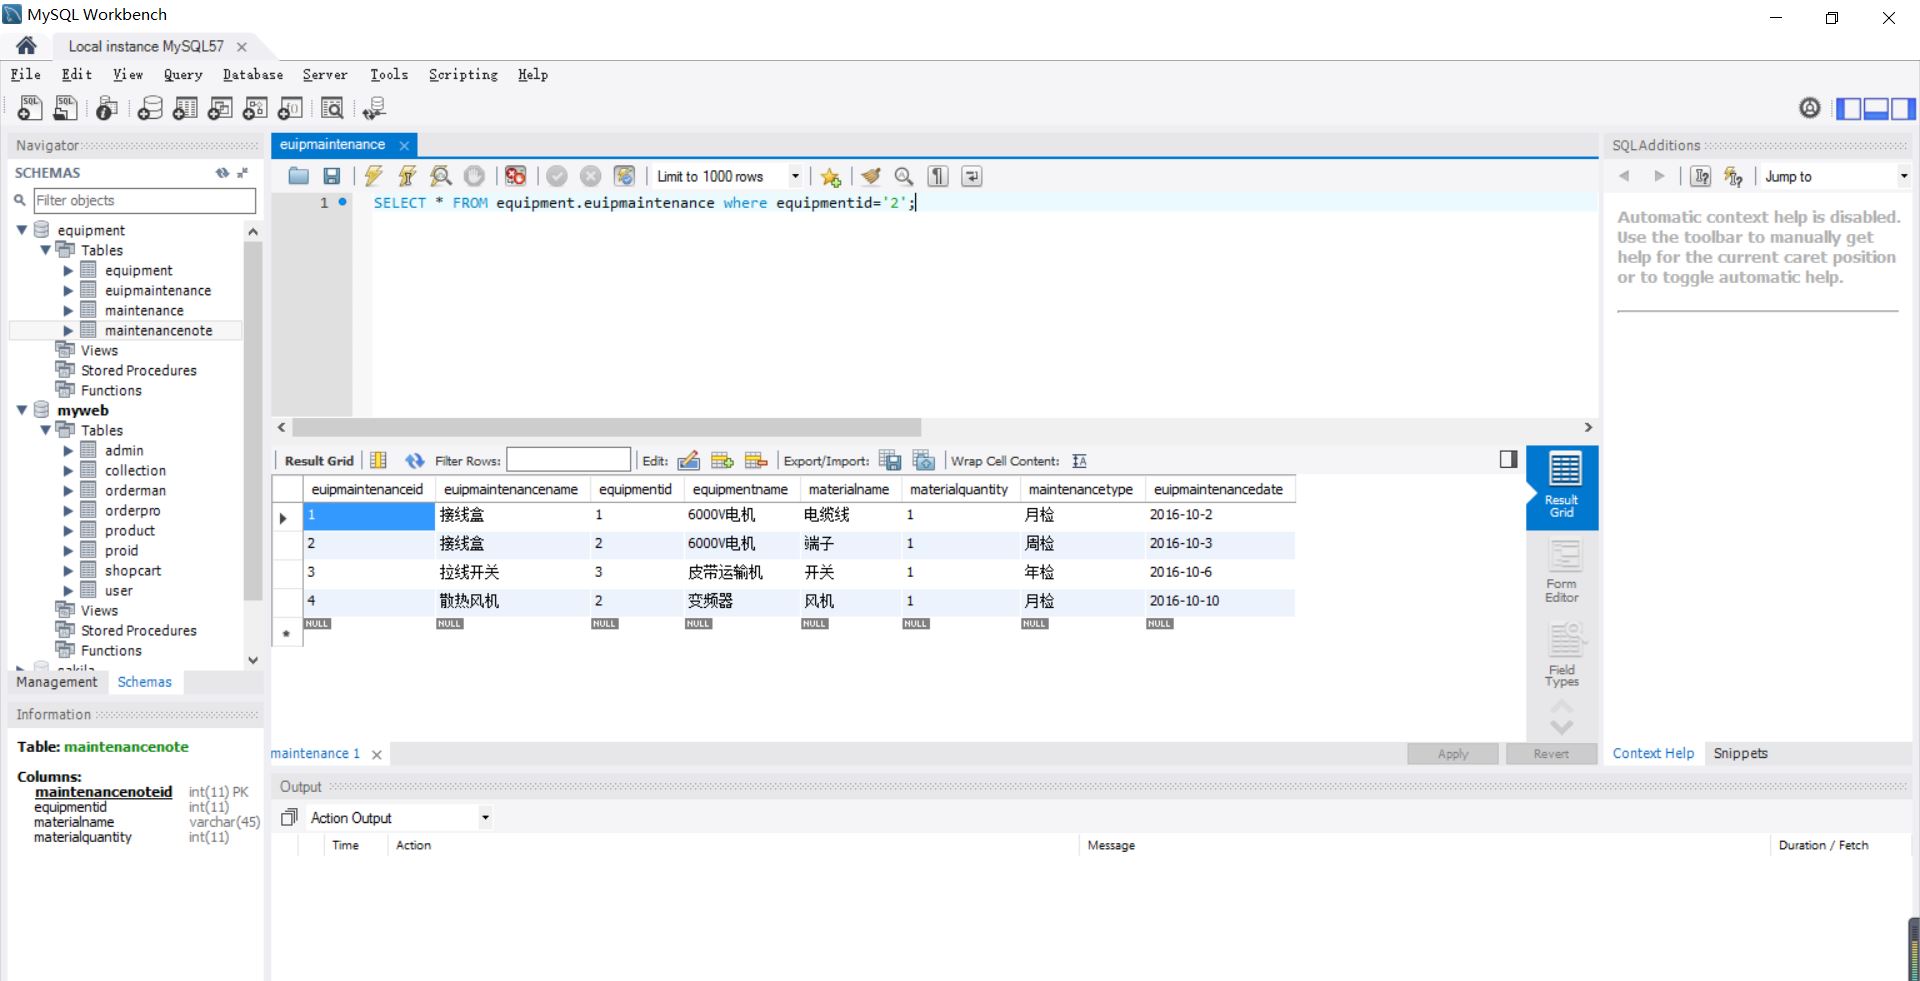 MySQL Workbench
Local instance MySQL57
File Edit View Query Database Server Tools Scripting Help
Navigator
SCHEMAS
Filter objects
equipment
Tables
equipment
euipmaintenance
maintenance
maintenancenote
Views
Stored Procedures
Functions
myweb
Tables
admin
collection
orderman
orderpro
product
proid
shopcart
user
Views
Stored Procedures
Functions
Management Schemas
Information
Table: maintenancenote
Columns:
maintenancenoteid int(11) PK
equipmentid int(11)
materialname varchar(45)
materialquantity int(11)
euipmaintenance
Limit to 1000 rows
1 SELECT * FROM equipment.euipmaintenance where equipmentid='2';
Result Grid Filter Rows: Edit: Export/Import: Wrap Cell Content:
euipmaintenanceid euipmaintenancename equipmentid equipmentname materialname materialquantity maintenancetype euipmaintenancedate
1 接线盒 1 6000V电机 电缆线 1 月检 2016-10-2
2 接线盒 2 6000V电机 端子 1 周检 2016-10-3
3 拉线开关 3 皮带运输机 开关 1 年检 2016-10-6
4 散热风机 2 变频器 风机 1 月检 2016-10-10
NULL NULL NULL NULL NULL NULL NULL NULL
Result
Grid
Form
Editor
Field
Types
maintenance 1
Apply Revert
Output
Action Output
Time Action Message Duration / Fetch
SQLAdditions
Jump to
Automatic context help is disabled.
Use the toolbar to manually get
help for the current caret position
or to toggle automatic help.
Context Help Snippets